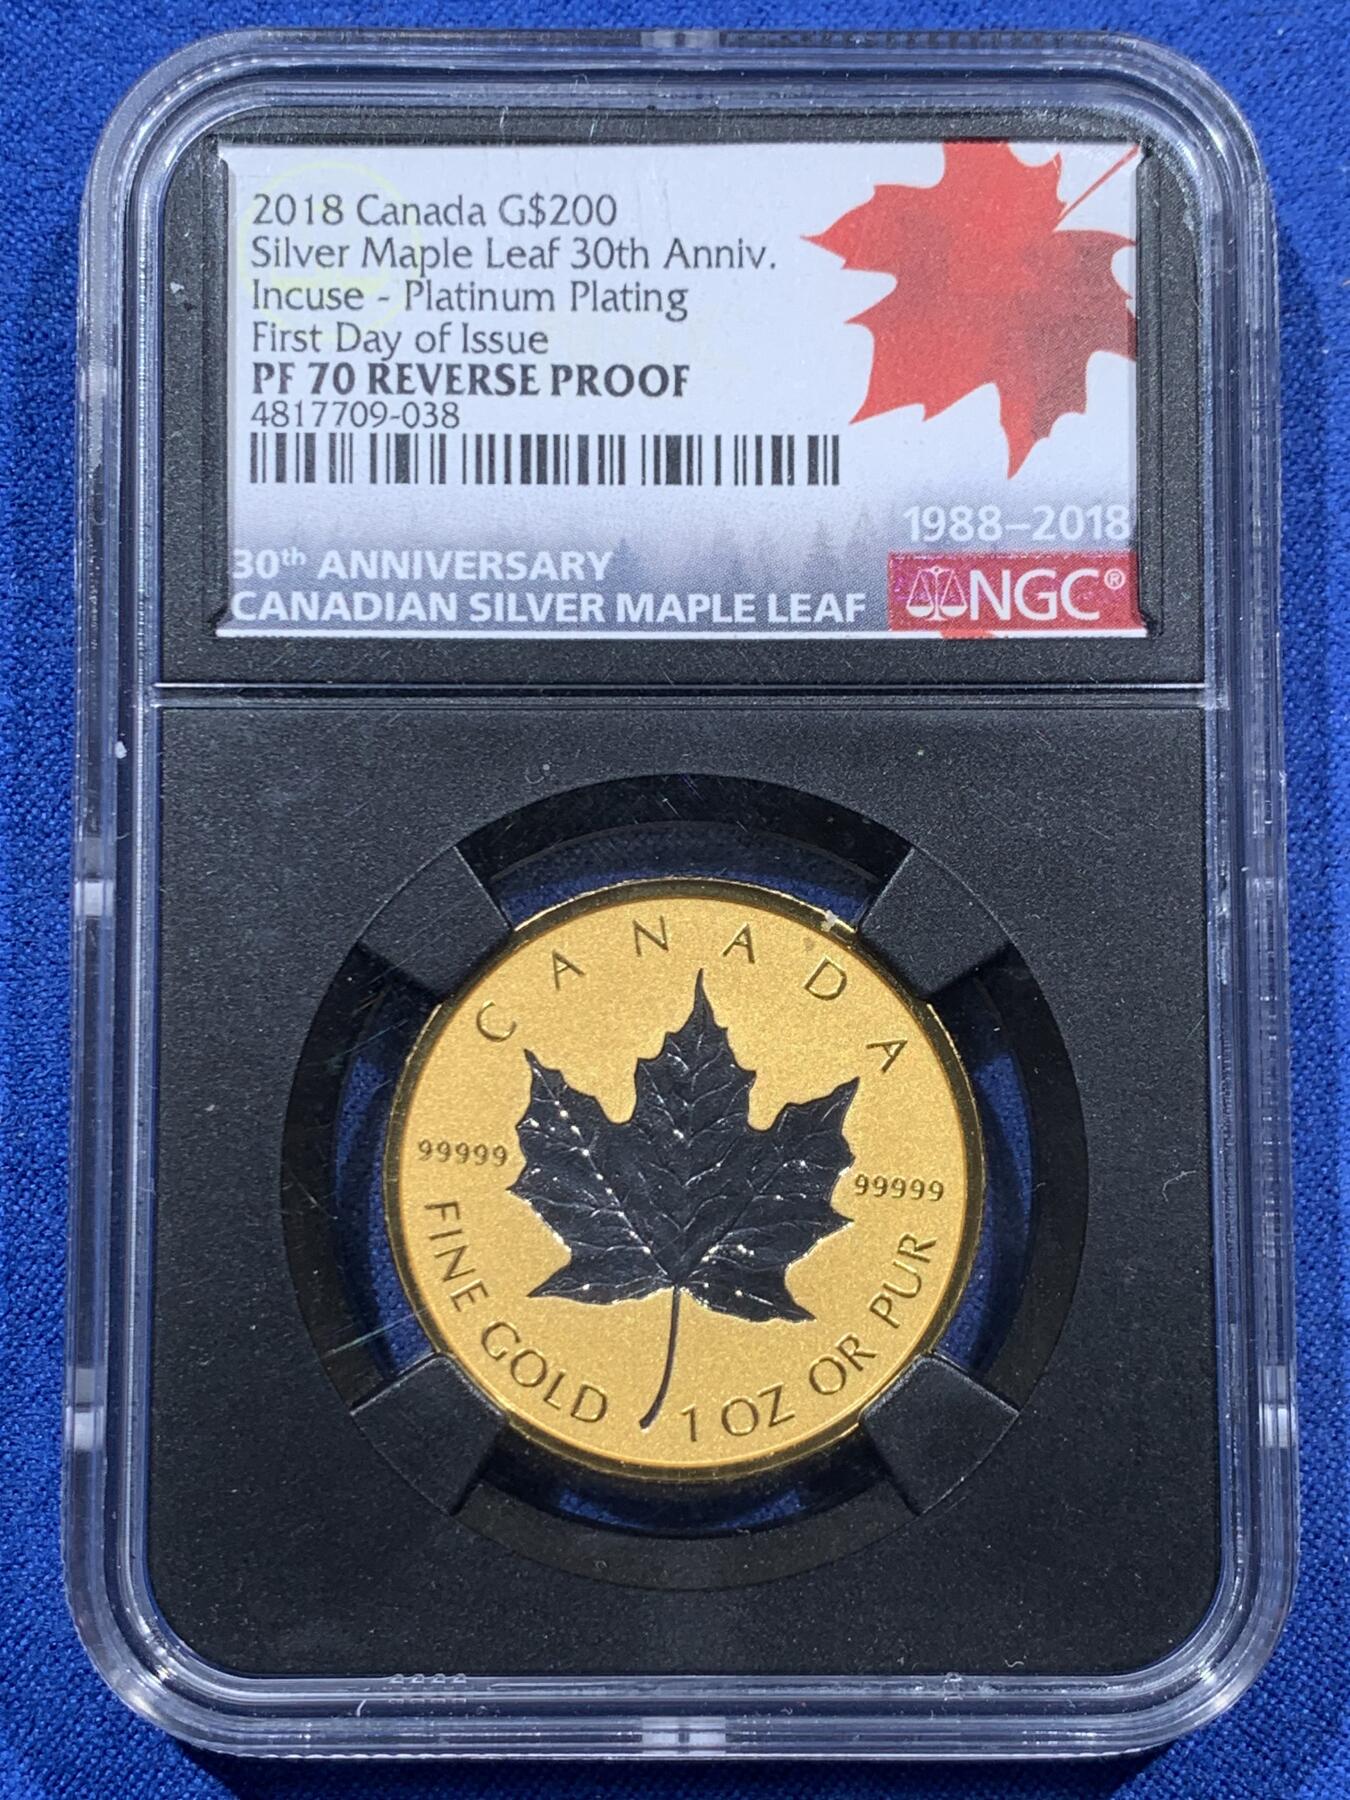 2018 Canada G$200
Silver Maple Leaf 30th Anniv.
Incuse - Platinum Plating
First Day of Issue
PF 70 REVERSE PROOF
4817709-038
1988–2018
30th ANNIVERSARY
CANADIAN SILVER MAPLE LEAF
NGC®
CANADA
99999
99999
FINE GOLD 1 OZ OR PUR